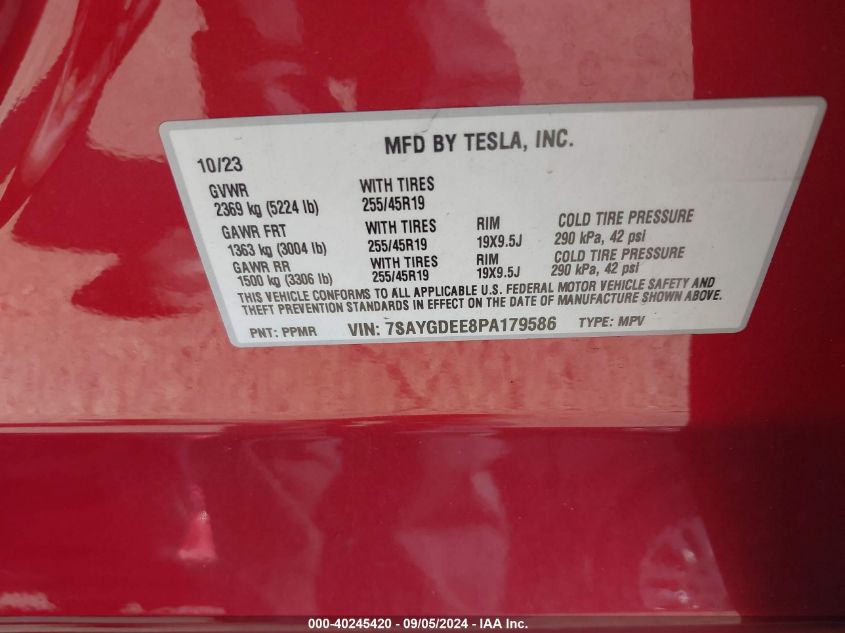 MFD BY TESLA, INC.
10/23
GVWR WITH TIRES
2369 kg (5224 lb) 255/45R19
GAWR FRT WITH TIRES RIM COLD TIRE PRESSURE
1363 kg (3004 lb) 255/45R19 19X9.5J 290 kPa, 42 psi
GAWR RR WITH TIRES RIM COLD TIRE PRESSURE
1500 kg (3306 lb) 255/45R19 19X9.5J 290 kPa, 42 psi
THIS VEHICLE CONFORMS TO ALL APPLICABLE U.S. FEDERAL MOTOR VEHICLE SAFETY AND
THEFT PREVENTION STANDARDS IN EFFECT ON THE DATE OF MANUFACTURE SHOWN ABOVE.
PNT: PPMR VIN: 7SAYGDEE8PA179586 TYPE: MPV
000-40245420 - 09/05/2024 - IAA Inc.